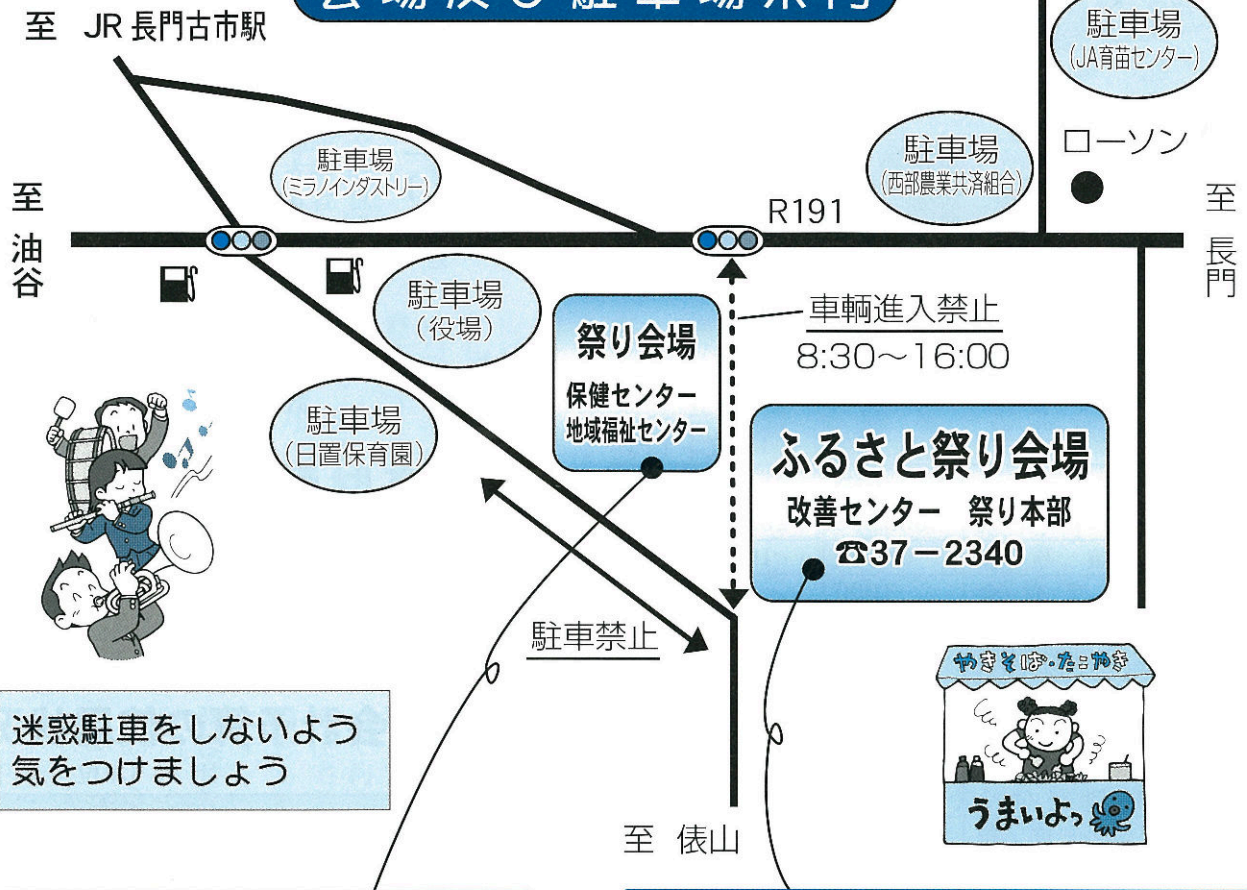 会場及び駐車場案内
至 JR長門古市駅
駐車場
(JA育苗センター)
駐車場
(ミラノインダストリー)
駐車場
(西部農業共済組合)
ローソン
至 油谷
R191
至 長門
駐車場
(役場)
祭り会場
保健センター
地域福祉センター
車輌進入禁止
8:30〜16:00
駐車場
(日置保育園)
ふるさと祭り会場
改善センター 祭り本部
☎37−2340
駐車禁止
やきそば・たこやき
うまいよっ
迷惑駐車をしないよう
気をつけましょう
至 俵山